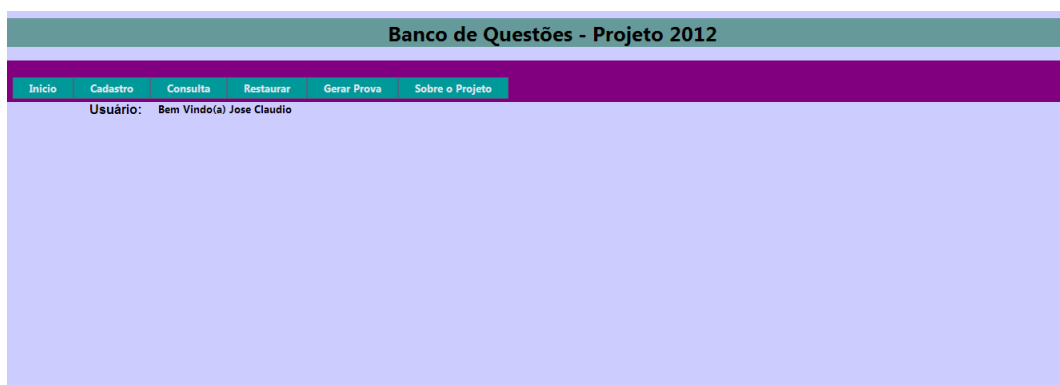 Banco de Questões - Projeto 2012
Inicio Cadastro Consulta Restaurar Gerar Prova Sobre o Projeto
Usuário: Bem Vindo(a) Jose Claudio